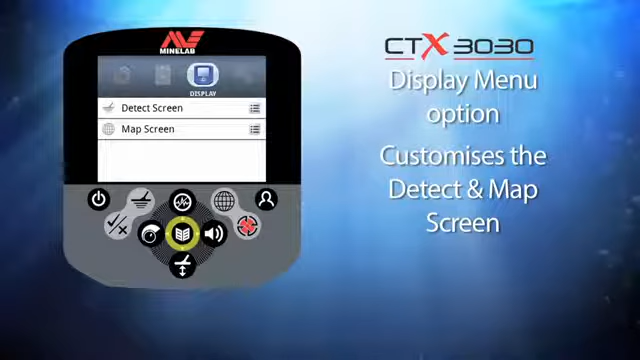 MINELAB
DISPLAY
Detect Screen
Map Screen
CTX 3030
Display Menu
option
Customises the
Detect & Map
Screen